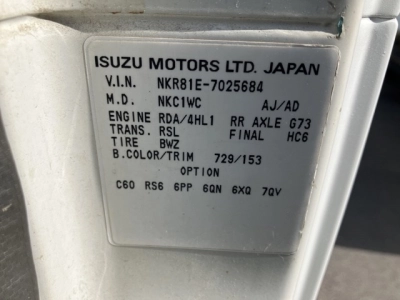 ISUZU MOTORS LTD. JAPAN
V.I.N. NKR81E-7025684
M.D. NKC1WC AJ/AD
ENGINE RDA/4HL1 RR AXLE G73
TRANS. RSL FINAL HC6
TIRE BWZ
B.COLOR/TRIM 729/153
OPTION
C60 RS6 6PP 6QN 6XQ 7QV